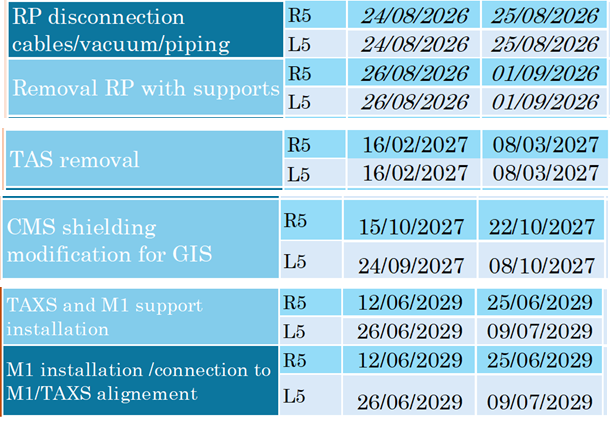 RP disconnection R5 24/08/2026 25/08/2026
cables/vacuum/piping L5 24/08/2026 25/08/2026
Removal RP with supports R5 26/08/2026 01/09/2026
L5 26/08/2026 01/09/2026
TAS removal R5 16/02/2027 08/03/2027
L5 16/02/2027 08/03/2027
CMS shielding R5 15/10/2027 22/10/2027
modification for GIS L5 24/09/2027 08/10/2027
TAXS and M1 support R5 12/06/2029 25/06/2029
installation L5 26/06/2029 09/07/2029
M1 installation /connection to R5 12/06/2029 25/06/2029
M1/TAXS alignement L5 26/06/2029 09/07/2029